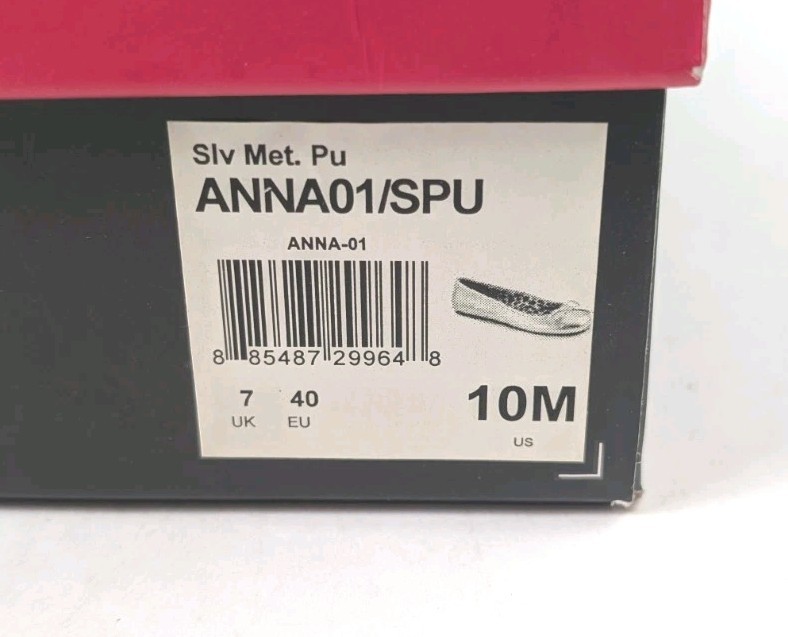 Slv Met. Pu
ANNA01/SPU
ANNA-01
8 85487 29964 8
7 40 10M
UK EU US